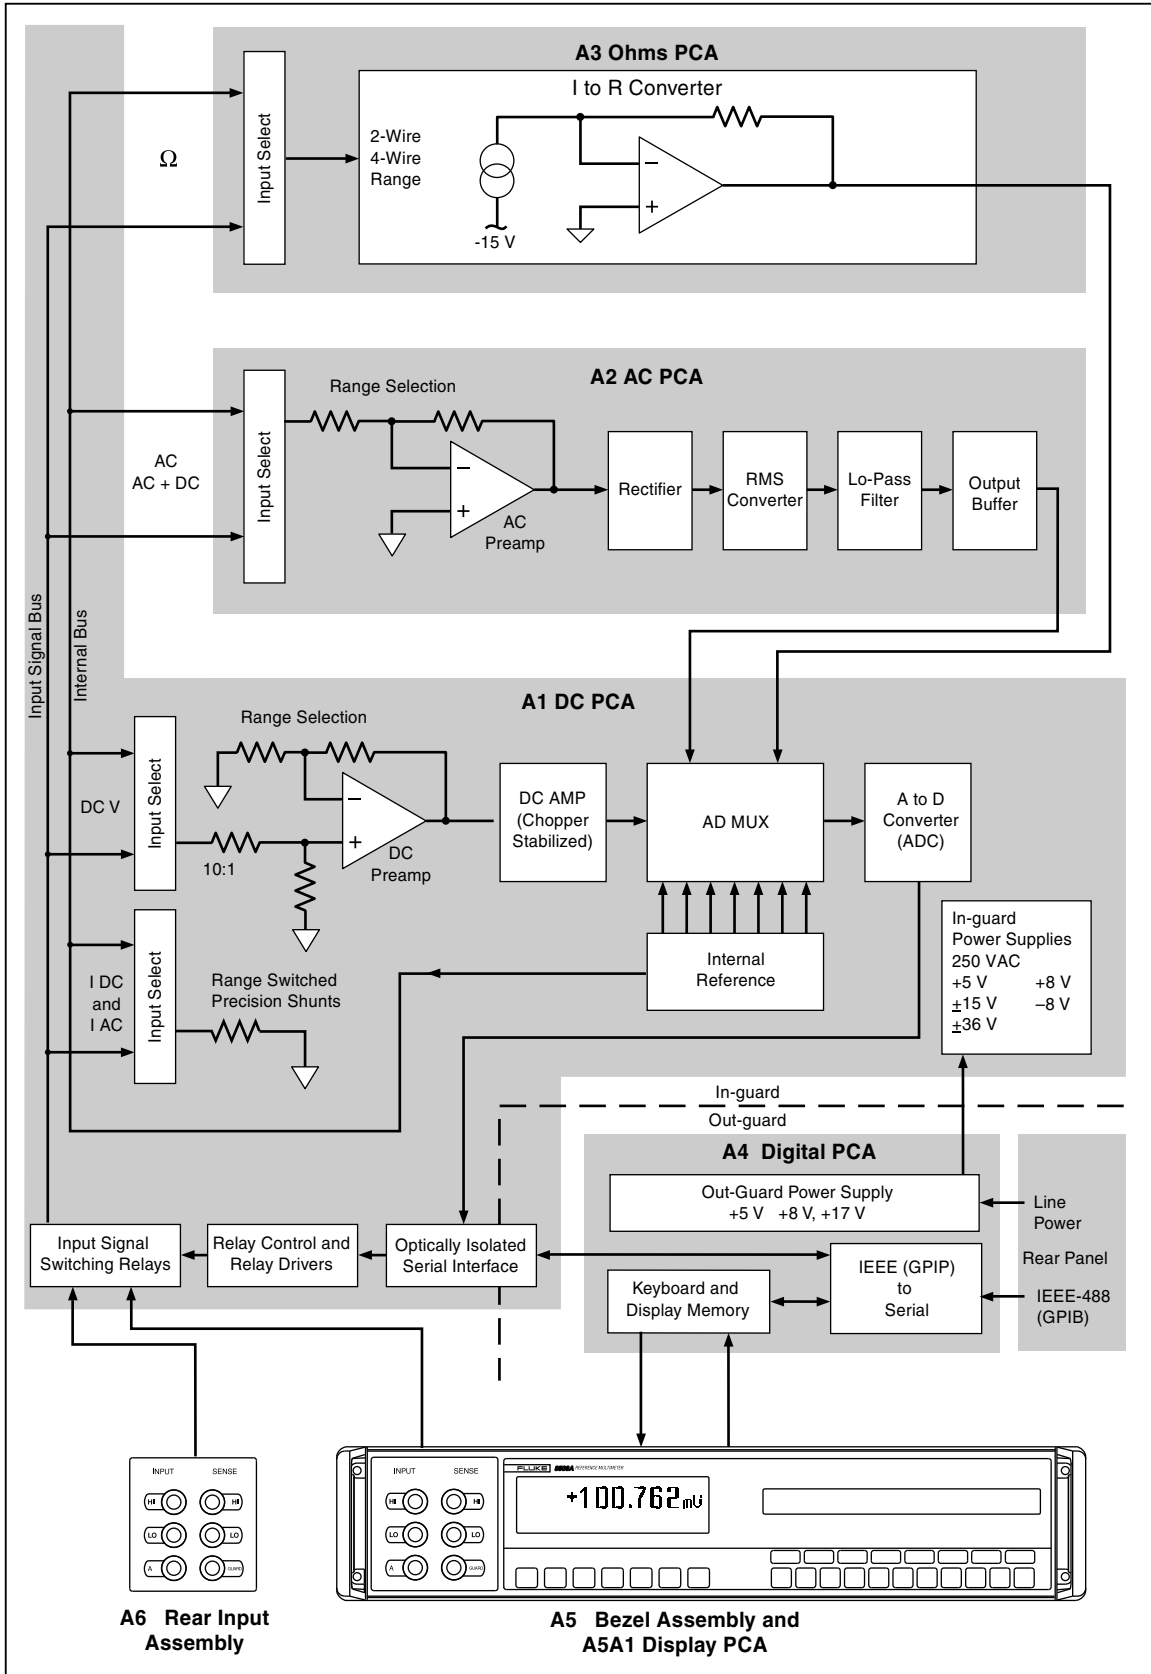 A3 Ohms PCA
I to R Converter
Input Select
2-Wire
4-Wire
Range
Ω
−
+
-15 V
A2 AC PCA
Range Selection
Input Select
AC
AC + DC
−
+
AC
Preamp
Rectifier
RMS
Converter
Lo-Pass
Filter
Output
Buffer
Input Signal Bus
Internal Bus
A1 DC PCA
Range Selection
DC V
Input Select
10:1
−
+
DC
Preamp
DC AMP
(Chopper
Stabilized)
AD MUX
A to D
Converter
(ADC)
Internal
Reference
I DC
and
I AC
Input Select
Range Switched
Precision Shunts
In-guard
Power Supplies
250 VAC
+5 V +8 V
±15 V –8 V
±36 V
In-guard
Out-guard
A4 Digital PCA
Out-Guard Power Supply
+5 V +8 V, +17 V
Line
Power
Rear Panel
IEEE-488
(GPIB)
Input Signal
Switching Relays
Relay Control and
Relay Drivers
Optically Isolated
Serial Interface
IEEE (GPIP)
to
Serial
Keyboard and
Display Memory
INPUT SENSE
HI HI
LO LO
A GUARD
A6 Rear Input
Assembly
INPUT SENSE
HI HI
LO LO
A GUARD
FLUKE 8508A REFERENCE MULTIMETER
+100.762mV
A5 Bezel Assembly and
A5A1 Display PCA